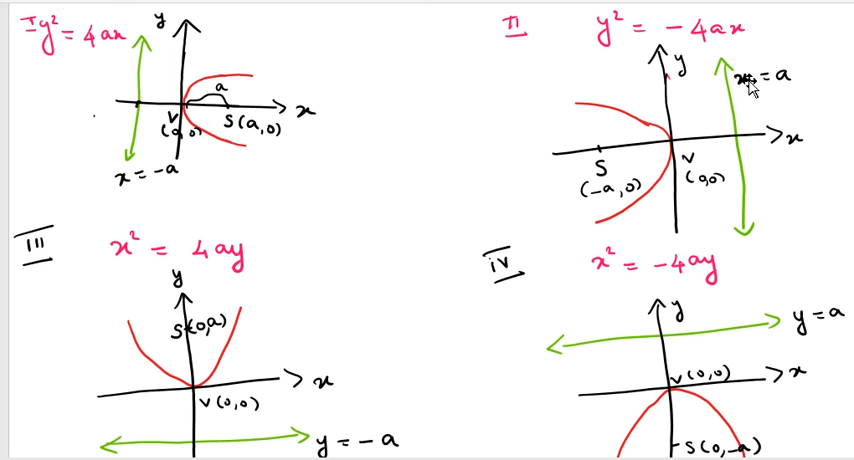 I y² = 4ax
y
a
x
V
(0,0)
S(a,0)
x = -a
II y² = -4ax
y
x = a
x
S
(-a,0)
V
(0,0)
III x² = 4ay
y
S(0,a)
x
V(0,0)
y = -a
IV x² = -4ay
y
y = a
V(0,0)
x
S(0,-a)